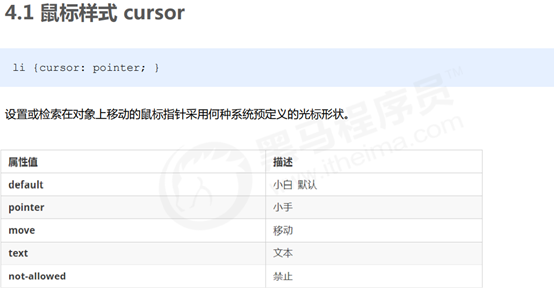 4.1 鼠标样式 cursor
li {cursor: pointer; }
设置或检索在对象上移动的鼠标指针采用何种系统预定义的光标形状。
属性值 描述
default 小白 默认
pointer 小手
move 移动
text 文本
not-allowed 禁止
黑马程序员™
www.itheima.com